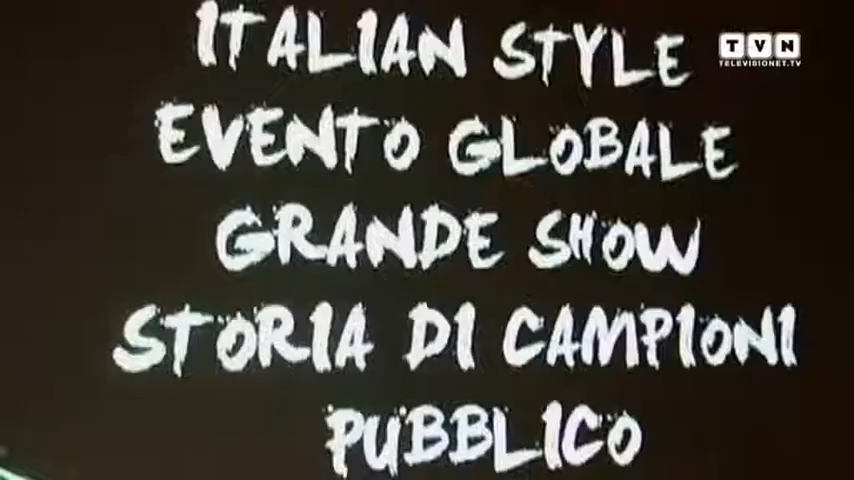 ITALIAN STYLE
TVN
TELEVISIONET.TV
EVENTO GLOBALE
GRANDE SHOW
STORIA DI CAMPIONI
PUBBLICO